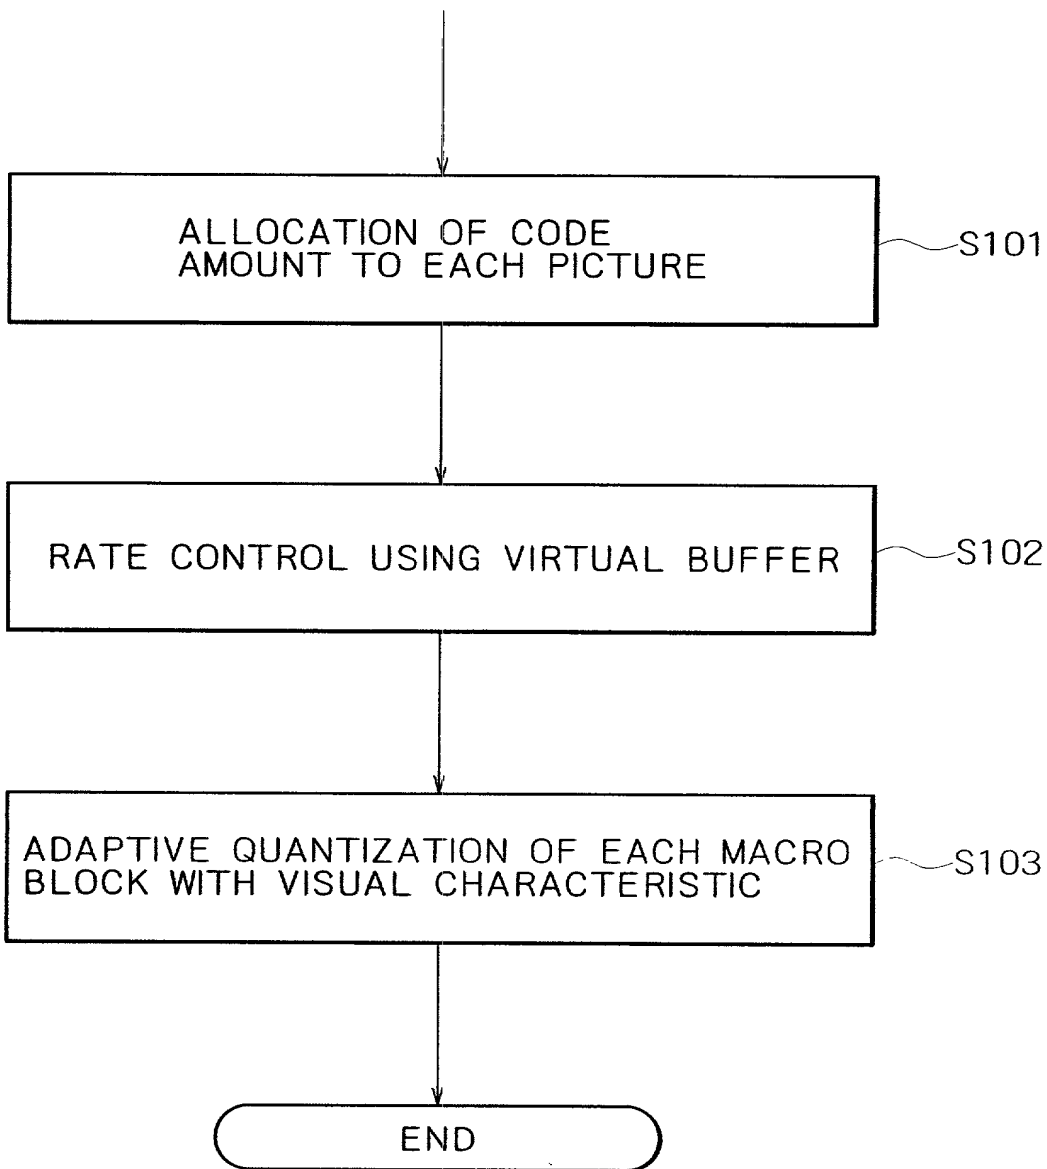 ALLOCATION OF CODE
AMOUNT TO EACH PICTURE
S101
RATE CONTROL USING VIRTUAL BUFFER
S102
ADAPTIVE QUANTIZATION OF EACH MACRO
BLOCK WITH VISUAL CHARACTERISTIC
S103
END